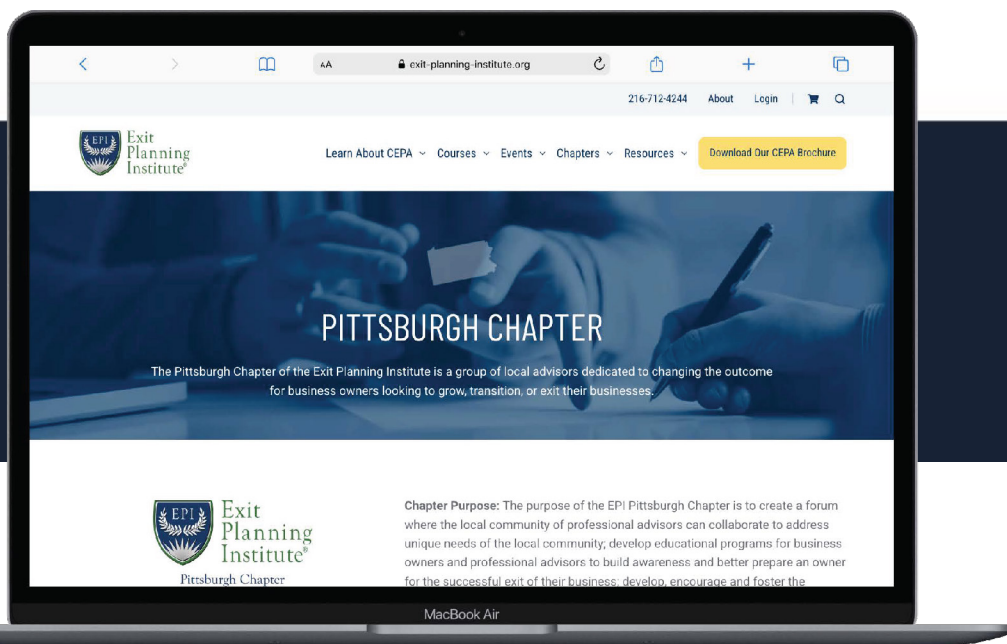 AA
exit-planning-institute.org
216-712-4244 About Login
EPI
Exit
Planning
Institute®
Learn About CEPA Courses Events Chapters Resources Download Our CEPA Brochure
PITTSBURGH CHAPTER
The Pittsburgh Chapter of the Exit Planning Institute is a group of local advisors dedicated to changing the outcome
for business owners looking to grow, transition, or exit their businesses.
EPI
Exit
Planning
Institute®
Pittsburgh Chapter
Chapter Purpose: The purpose of the EPI Pittsburgh Chapter is to create a forum
where the local community of professional advisors can collaborate to address
unique needs of the local community; develop educational programs for business
owners and professional advisors to build awareness and better prepare an owner
for the successful exit of their business; develop, encourage and foster the
MacBook Air